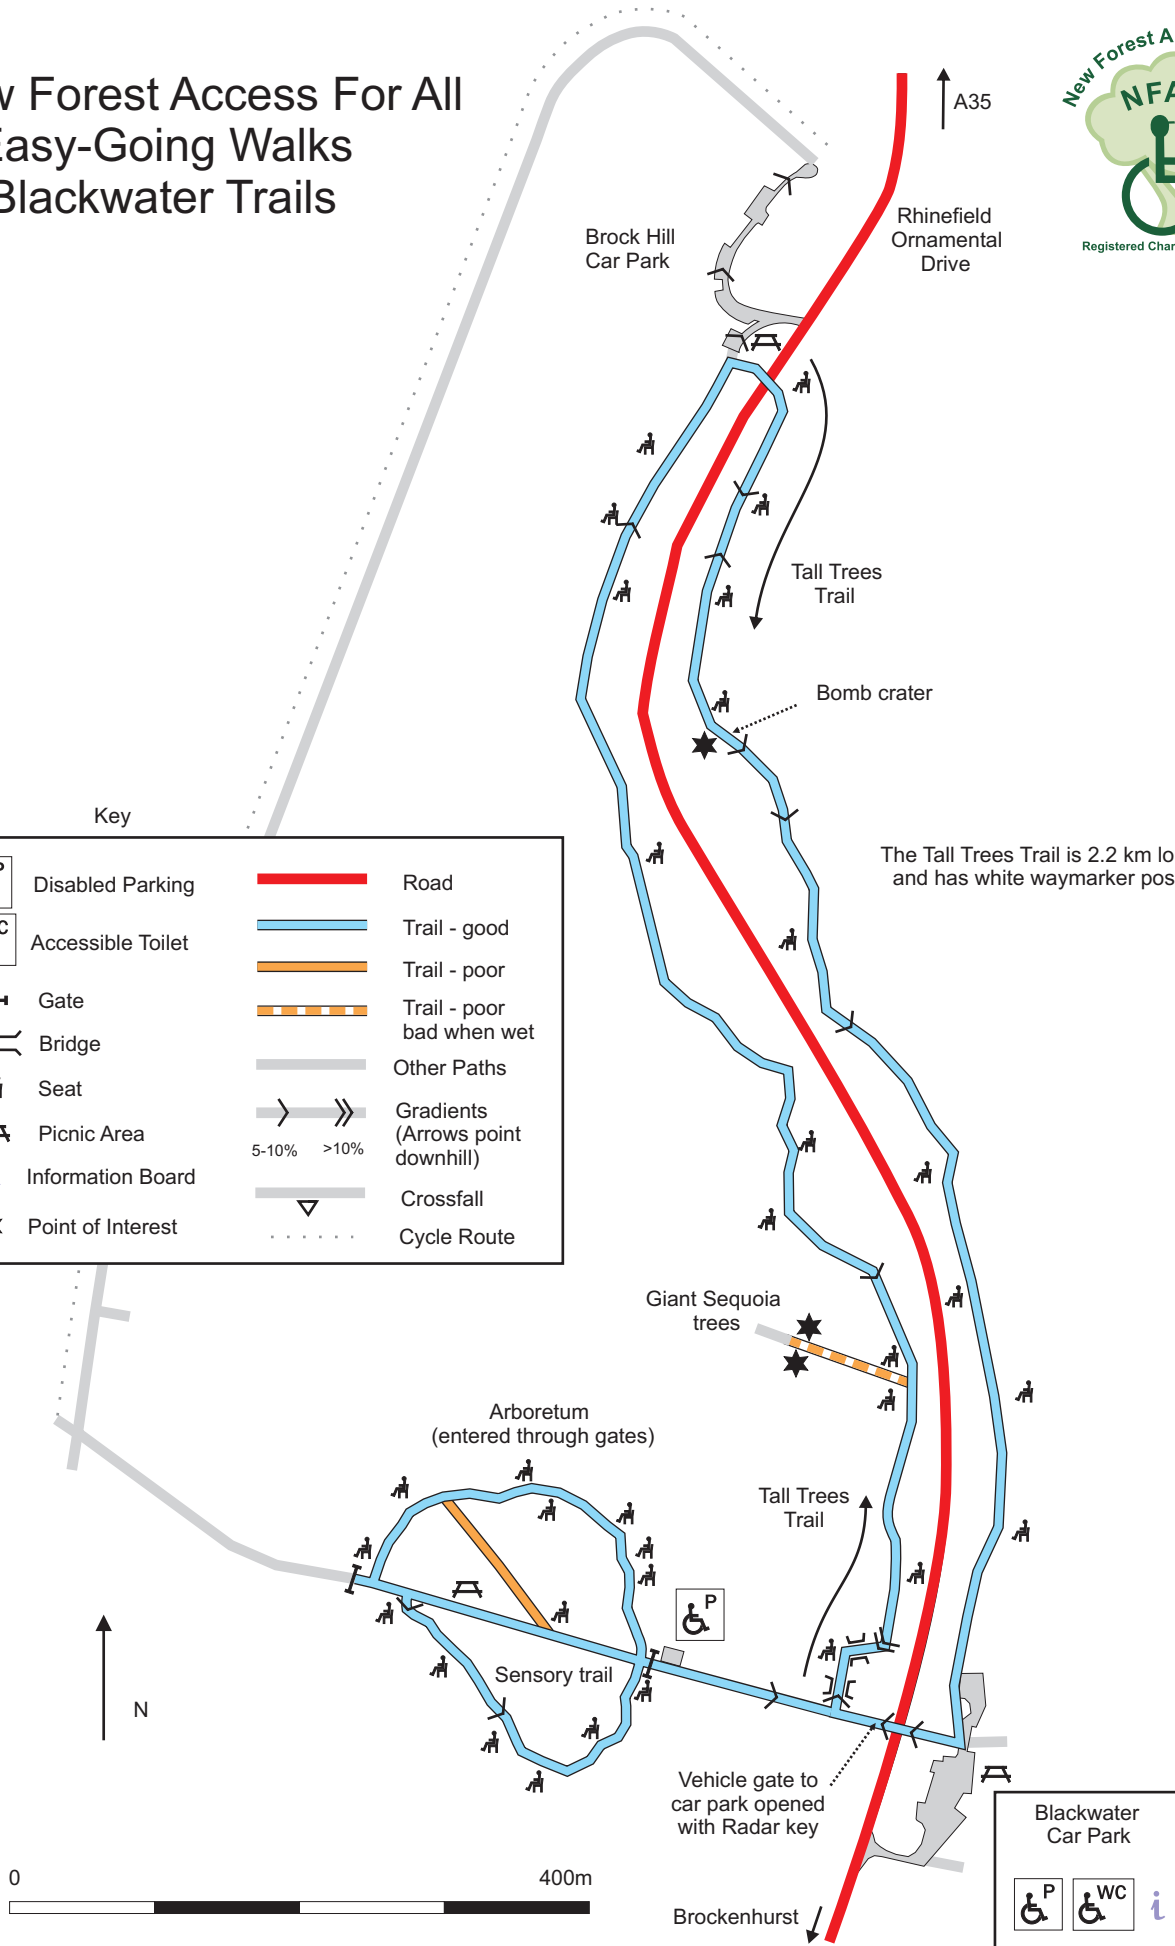 Forest Access For All
Easy-Going Walks
Blackwater Trails
A35
New Forest A
NFA
Registered Char
Rhinefield
Ornamental
Drive
Brock Hill
Car Park
Tall Trees
Trail
Bomb crater
The Tall Trees Trail is 2.2 km lo
and has white waymarker pos
Key
P
Disabled Parking
C
Accessible Toilet
Gate
Bridge
Seat
Picnic Area
Information Board
Point of Interest
Road
Trail - good
Trail - poor
Trail - poor
bad when wet
Other Paths
Gradients
(Arrows point
downhill)
5-10%
>10%
Crossfall
Cycle Route
Giant Sequoia
trees
Arboretum
(entered through gates)
Tall Trees
Trail
P
Sensory trail
N
Vehicle gate to
car park opened
with Radar key
Blackwater
Car Park
P
WC
i
0
400m
Brockenhurst